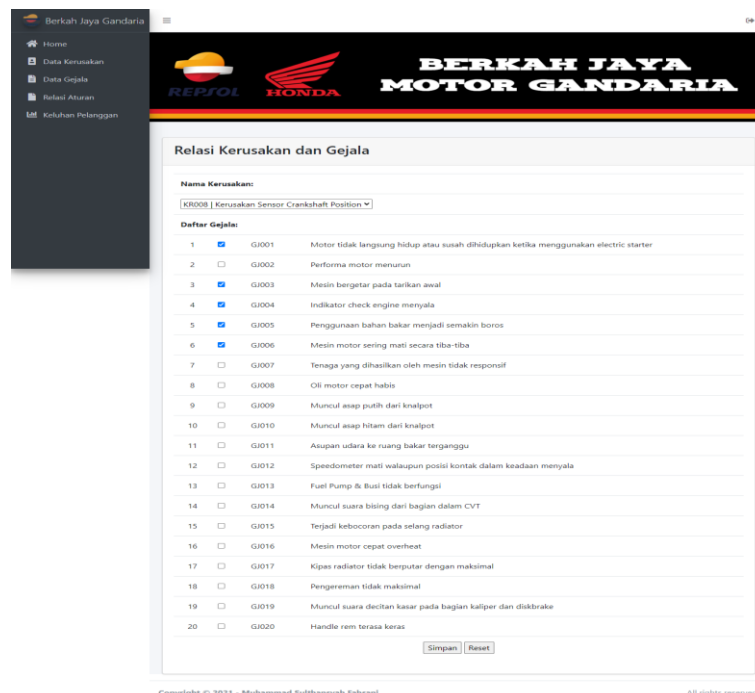 Berkah Jaya Gandaria
Home
Data Kerusakan
Data Gejala
Relasi Aturan
Keluhan Pelanggan
REPSOL
HONDA
BERKAH JAYA
MOTOR GANDARIA
Relasi Kerusakan dan Gejala
Nama Kerusakan:
KR008 | Kerusakan Sensor Crankshaft Position
Daftar Gejala:
1 GJ001 Motor tidak langsung hidup atau susah dihidupkan ketika menggunakan electric starter
2 GJ002 Performa motor menurun
3 GJ003 Mesin bergetar pada tarikan awal
4 GJ004 Indikator check engine menyala
5 GJ005 Penggunaan bahan bakar menjadi semakin boros
6 GJ006 Mesin motor sering mati secara tiba-tiba
7 GJ007 Tenaga yang dihasilkan oleh mesin tidak responsif
8 GJ008 Oli motor cepat habis
9 GJ009 Muncul asap putih dari knalpot
10 GJ010 Muncul asap hitam dari knalpot
11 GJ011 Asupan udara ke ruang bakar terganggu
12 GJ012 Speedometer mati walaupun posisi kontak dalam keadaan menyala
13 GJ013 Fuel Pump & Busi tidak berfungsi
14 GJ014 Muncul suara bising dari bagian dalam CVT
15 GJ015 Terjadi kebocoran pada selang radiator
16 GJ016 Mesin motor cepat overheat
17 GJ017 Kipas radiator tidak berputar dengan maksimal
18 GJ018 Pengereman tidak maksimal
19 GJ019 Muncul suara decitan kasar pada bagian kaliper dan diskbrake
20 GJ020 Handle rem terasa keras
Simpan Reset
Copyright © 2021 - Muhammad
All rights